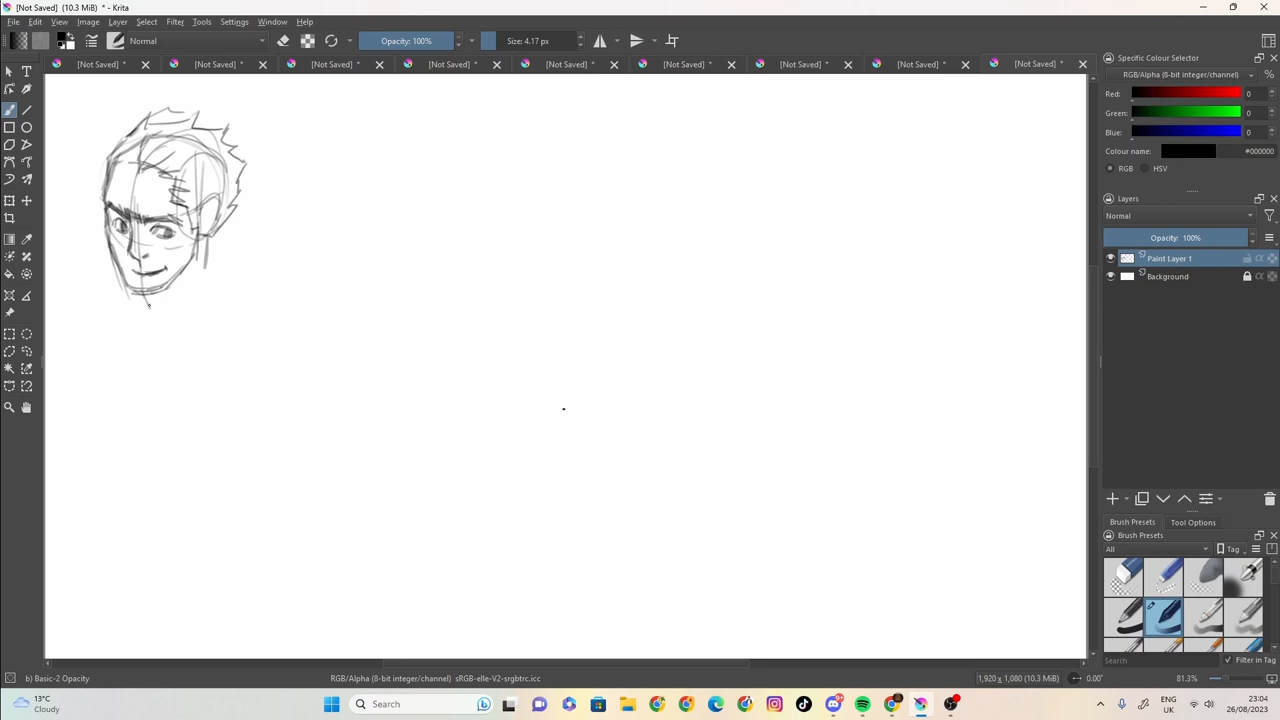 [Not Saved] (10.3 MiB) * - Krita
File Edit View Image Layer Select Filter Tools Settings Window Help
Normal Opacity: 100% Size: 4.17 px
[Not Saved] * [Not Saved] * [Not Saved] * [Not Saved] * [Not Saved] * [Not Saved] * [Not Saved] * [Not Saved] * [Not Saved] *
Specific Colour Selector
RGB/Alpha (8-bit integer/channel) %
Red: 0
Green: 0
Blue: 0
Colour name: #000000
RGB HSV
Layers
Normal
Opacity: 100%
Paint Layer 1
Background
Brush Presets Tool Options
Brush Presets
All Tag
Search Filter in Tag
b) Basic-2 Opacity RGB/Alpha (8-bit integer/channel) sRGB-elle-V2-srgbtrc.icc 1,920 x 1,080 (10.3 MiB) 0.00° 81.3%
13°C
Cloudy
Search
ENG
UK
23:04
26/08/2023